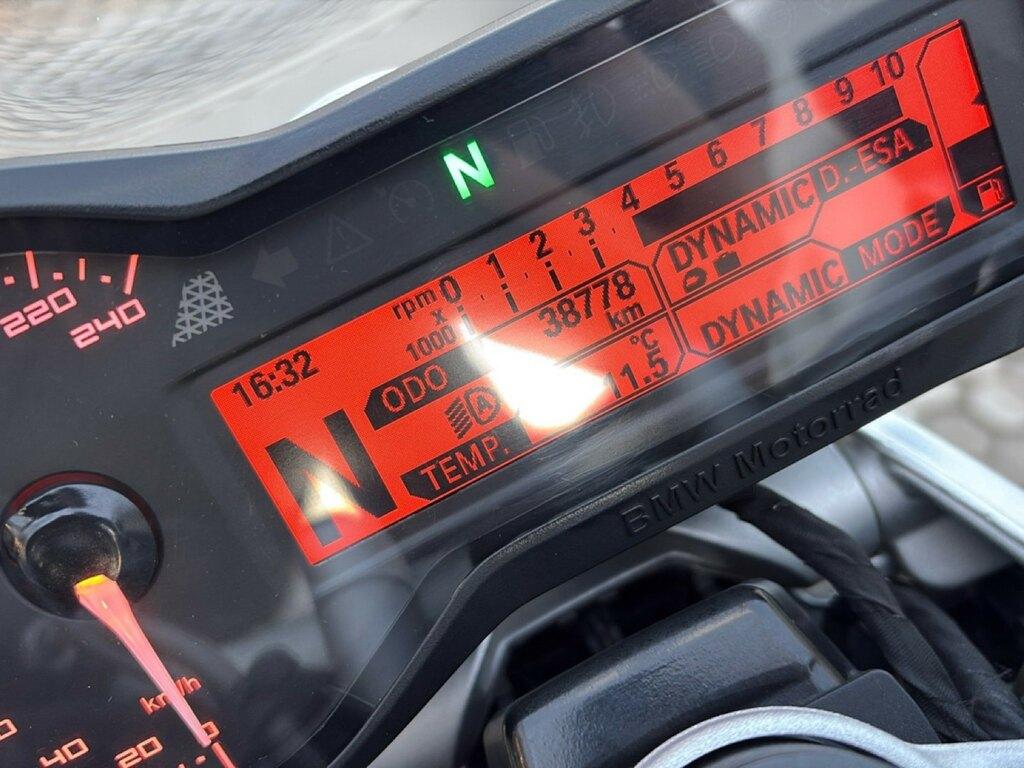 220
240
N
rpm
x
1000
0 1 2 3 4 5 6 7 8 9 10
16:32
ODO
38778
km
DYNAMIC D.-ESA
N
A
TEMP.
11.5
°C
DYNAMIC MODE
BMW Motorrad
km/h
40
20
0